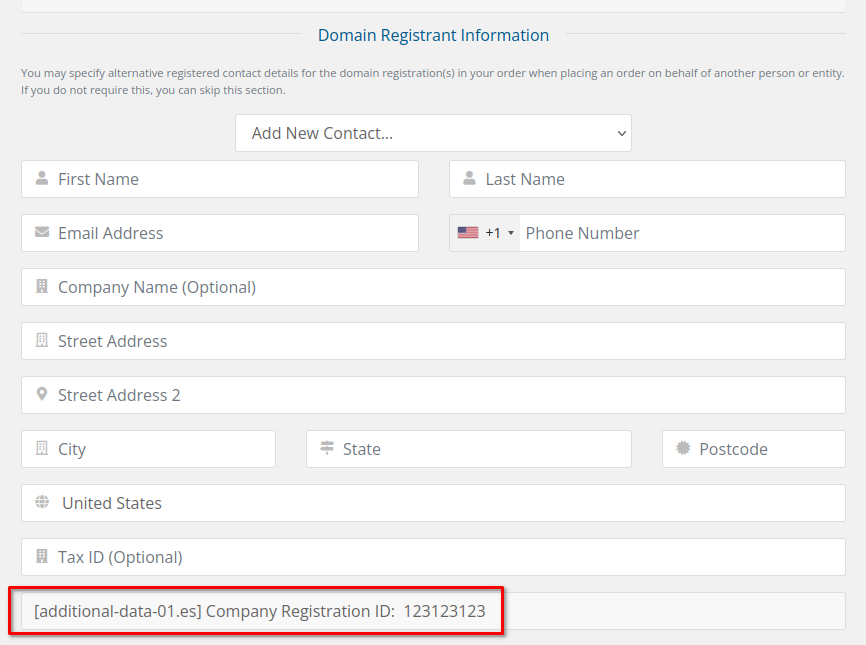 Domain Registrant Information
You may specify alternative registered contact details for the domain registration(s) in your order when placing an order on behalf of another person or entity.
If you do not require this, you can skip this section.
Add New Contact...
First Name
Last Name
Email Address
+1
Phone Number
Company Name (Optional)
Street Address
Street Address 2
City
State
Postcode
United States
Tax ID (Optional)
[additional-data-01.es] Company Registration ID: 123123123